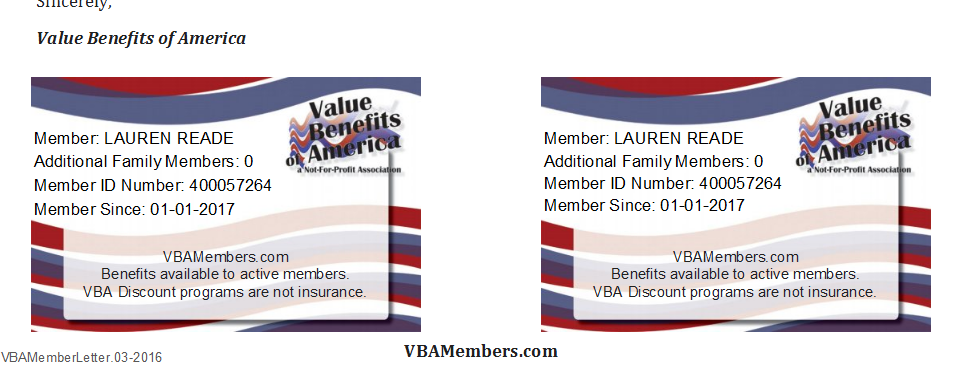 Sincerely,
Value Benefits of America
Value
Benefits
of America
a Not-For-Profit Association
Member: LAUREN READE
Additional Family Members: 0
Member ID Number: 400057264
Member Since: 01-01-2017
VBAMembers.com
Benefits available to active members.
VBA Discount programs are not insurance.
Value
Benefits
of America
a Not-For-Profit Association
Member: LAUREN READE
Additional Family Members: 0
Member ID Number: 400057264
Member Since: 01-01-2017
VBAMembers.com
Benefits available to active members.
VBA Discount programs are not insurance.
VBAMembers.com
VBAMemberLetter.03-2016